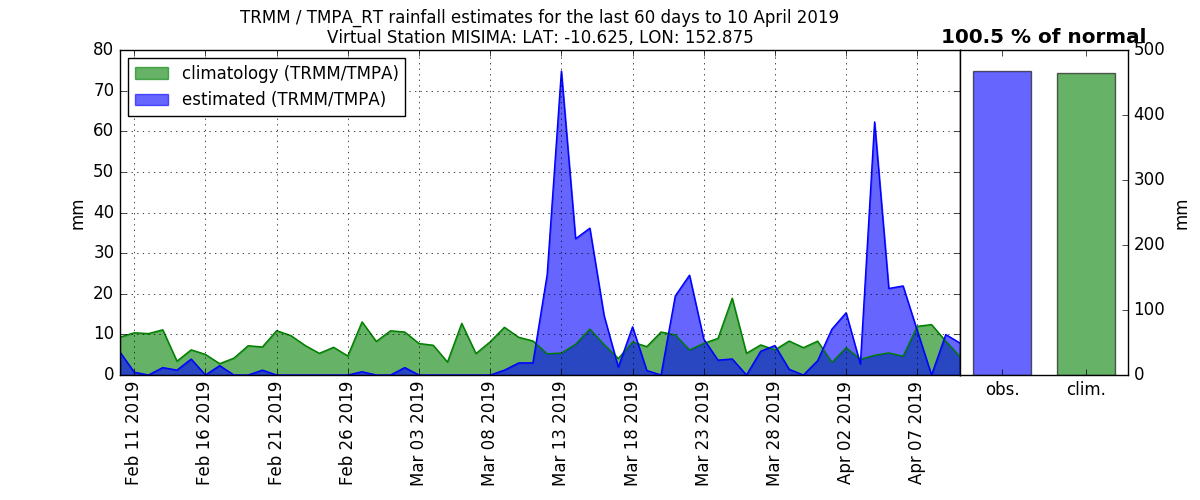 TRMM / TMPA_RT rainfall estimates for the last 60 days to 10 April 2019
Virtual Station MISIMA: LAT: -10.625, LON: 152.875
100.5 % of normal
climatology (TRMM/TMPA)
estimated (TRMM/TMPA)
mm
80
70
60
50
40
30
20
10
0
Feb 11 2019
Feb 16 2019
Feb 21 2019
Feb 26 2019
Mar 03 2019
Mar 08 2019
Mar 13 2019
Mar 18 2019
Mar 23 2019
Mar 28 2019
Apr 02 2019
Apr 07 2019
500
400
300
200
100
0
mm
obs.
clim.